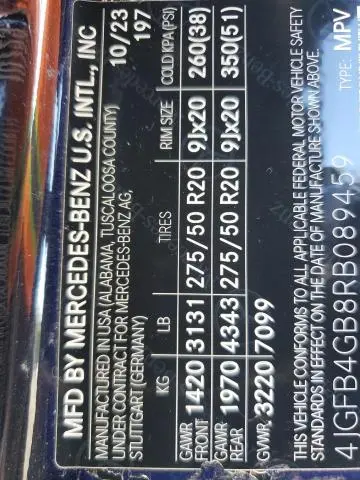 MFD BY MERCEDES-BENZ U.S. INTL., INC
MANUFACTURED IN USA (ALABAMA, TUSCALOOSA COUNTY) 10/23
UNDER CONTRACT FOR MERCEDES-BENZ AG, 197
STUTTGART (GERMANY)
KG LB TIRES RIM SIZE COLD KPA(PSI)
GAWR FRONT 1420 3131 275/50 R20 9Jx20 260(38)
GAWR REAR 1970 4343 275/50 R20 9Jx20 350(51)
GVWR 3220 7099
THIS VEHICLE CONFORMS TO ALL APPLICABLE FEDERAL MOTOR VEHICLE SAFETY
STANDARDS IN EFFECT ON THE DATE OF MANUFACTURE SHOWN ABOVE.
4JGFB4GB8RB089459 TYPE: MPV